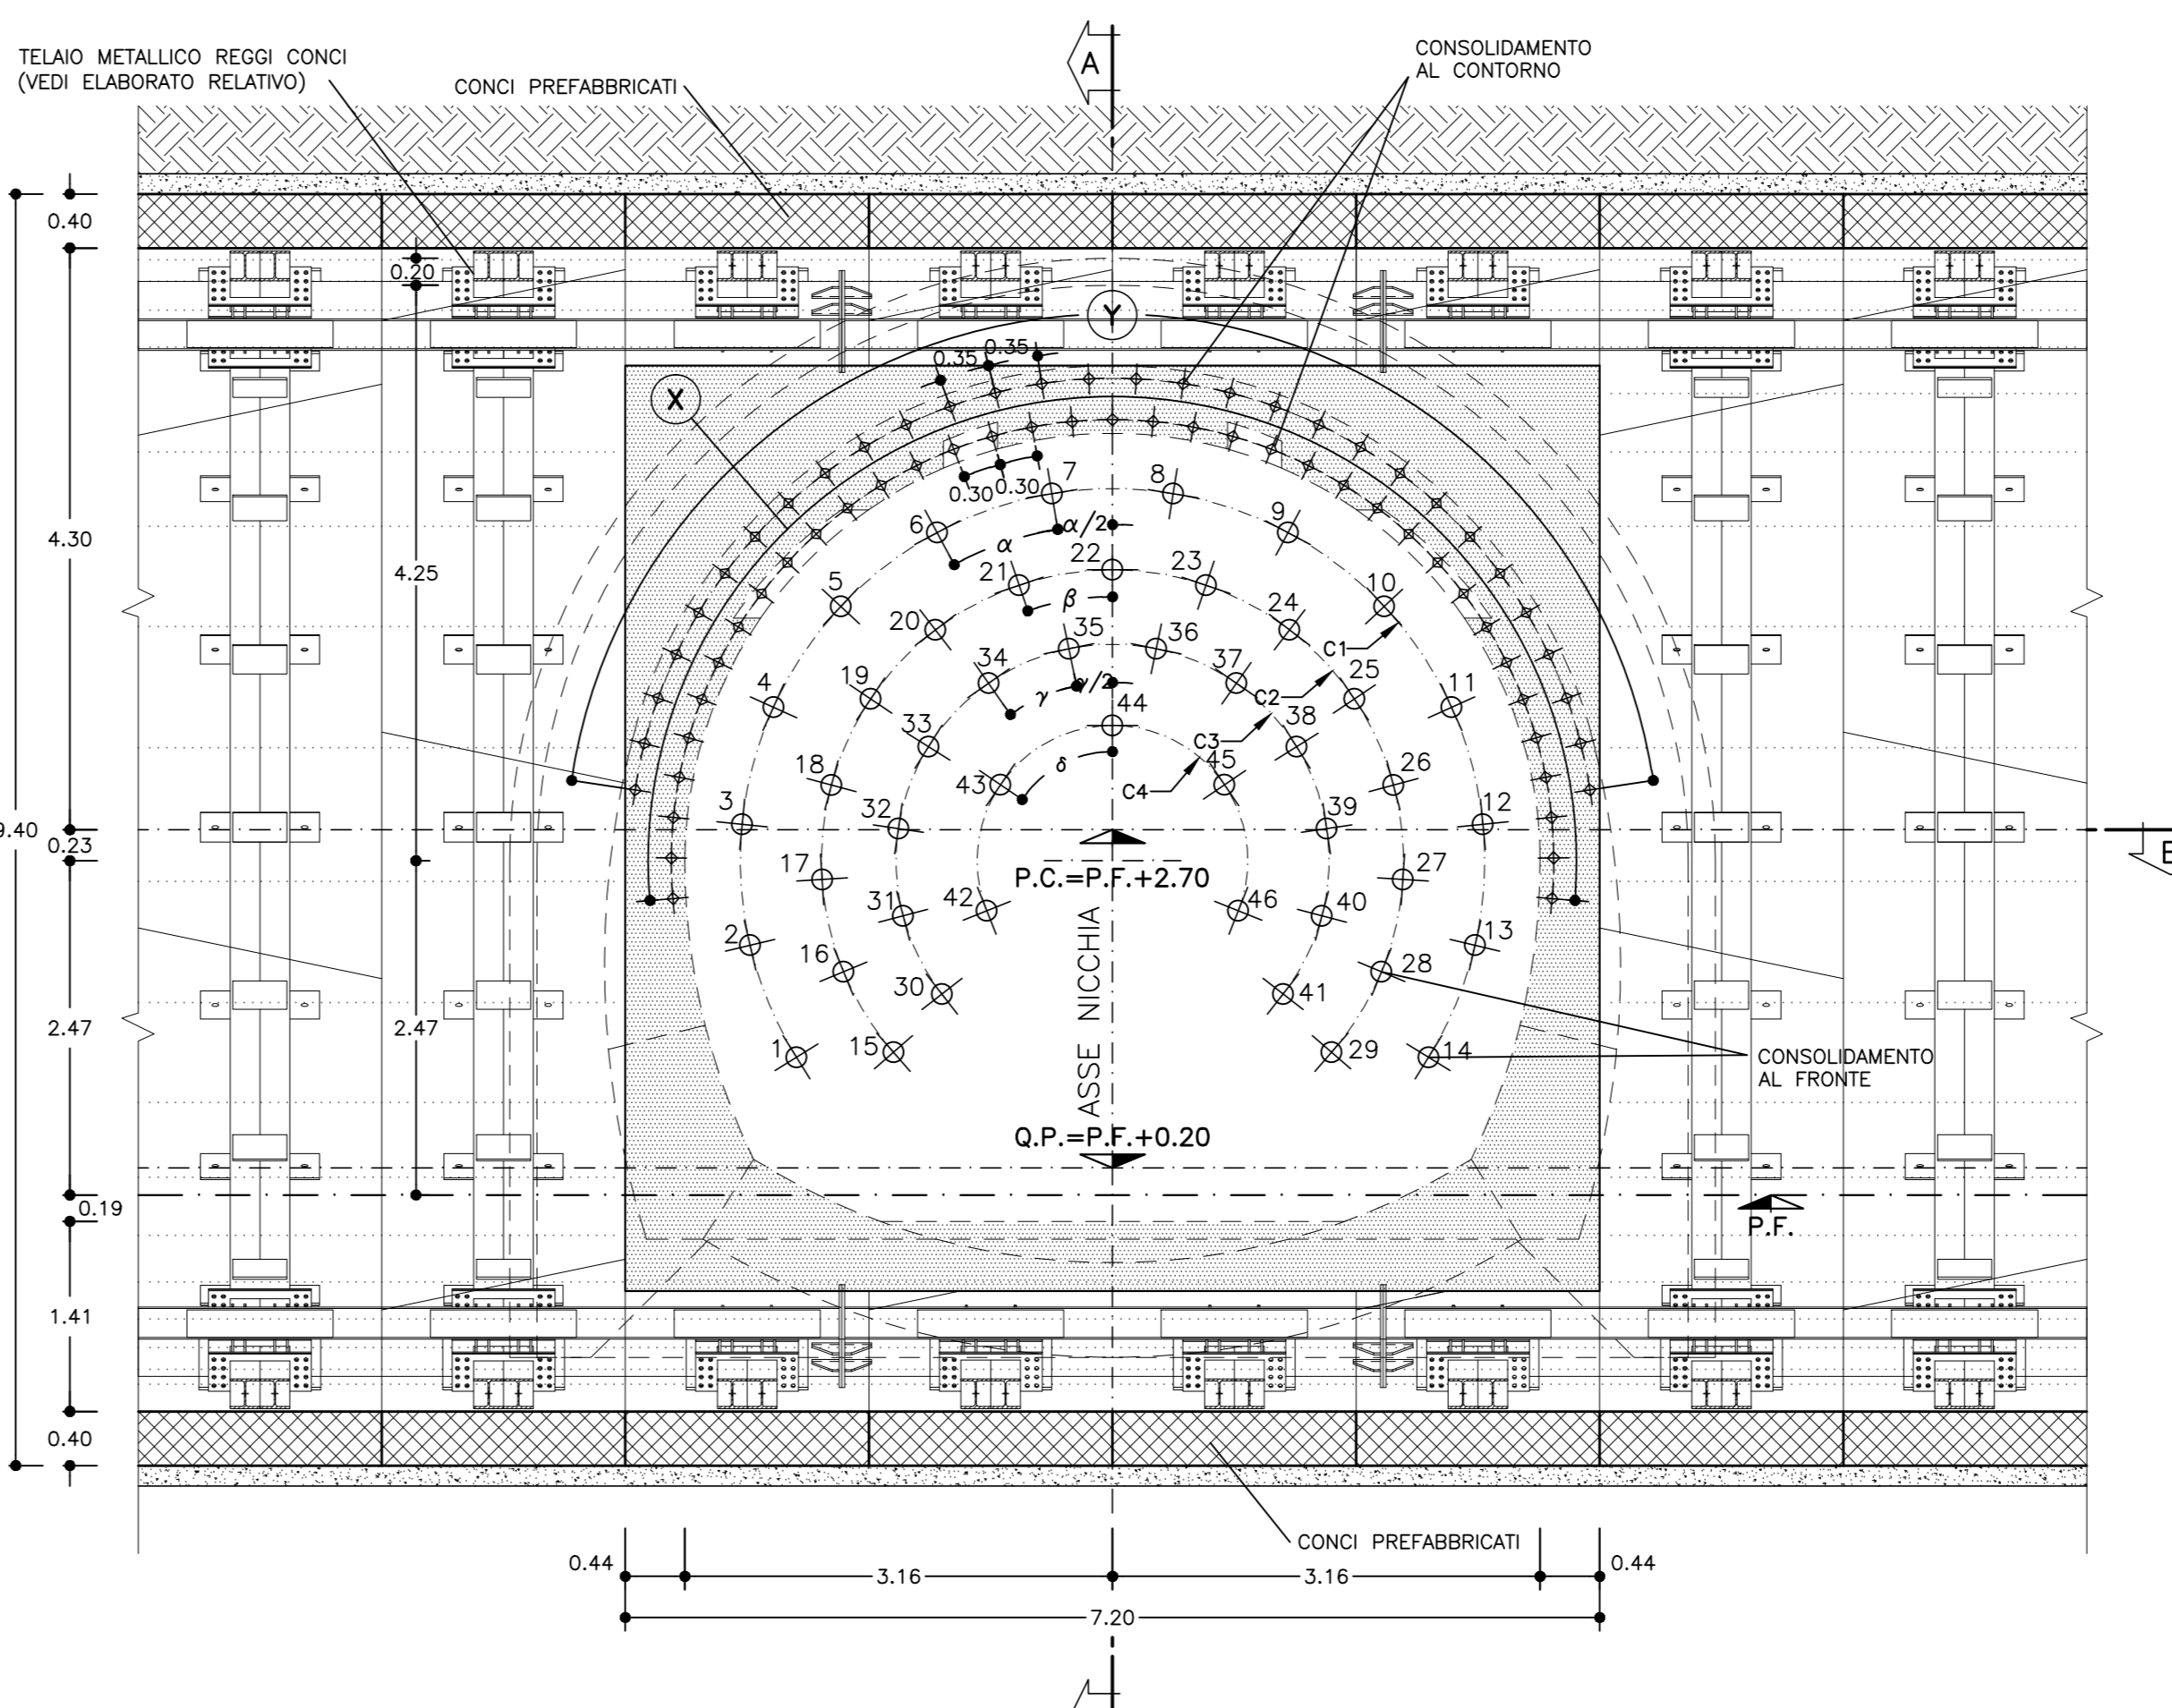 A
TELAIO METALLICO REGGI CONCI
(VEDI ELABORATO RELATIVO)
CONCI PREFABBRICATI
CONSOLIDAMENTO
AL CONTORNO
0.40
0.20
Y
0.35
0.35
X
0.30
0.30
7
8
6
9
α
α/2
22
21
23
5
10
4.30
4.25
β
20
24
35
36
C1
34
37
19
25
4
11
γ
γ/2
C2
44
33
38
C3
18
δ
45
26
43
C4
3
12
32
39
9.40
0.23
P.C.=P.F.+2.70
17
27
31
42
46
40
2
13
16
28
30
41
2.47
2.47
1
15
29
14
ASSE NICCHIA
CONSOLIDAMENTO
AL FRONTE
Q.P.=P.F.+0.20
0.19
P.F.
1.41
0.40
CONCI PREFABBRICATI
0.44
3.16
3.16
0.44
7.20